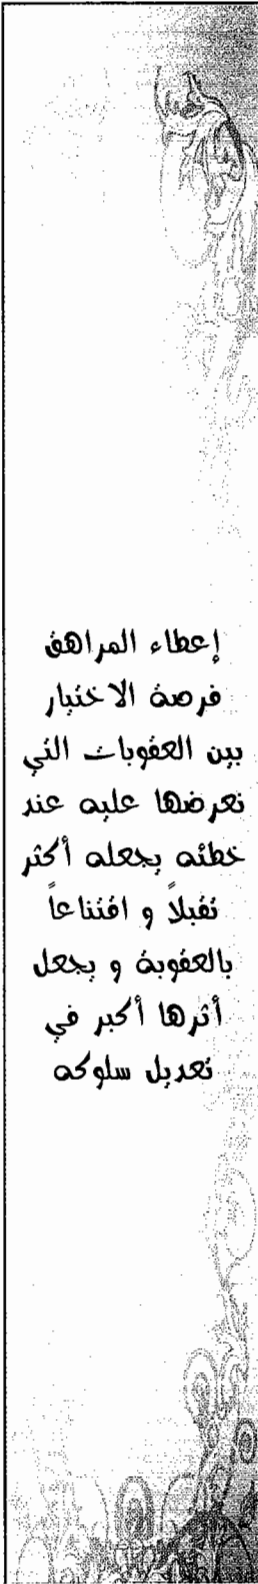 إعطاء المراهق
فرصة الاختيار
بين العقوبات التي
نعرضها عليه عند
خطئه يجعله أكثر
تقبلاً و اقتناعاً
بالعقوبة و يجعل
أثرها أكبر في
تعديل سلوكه